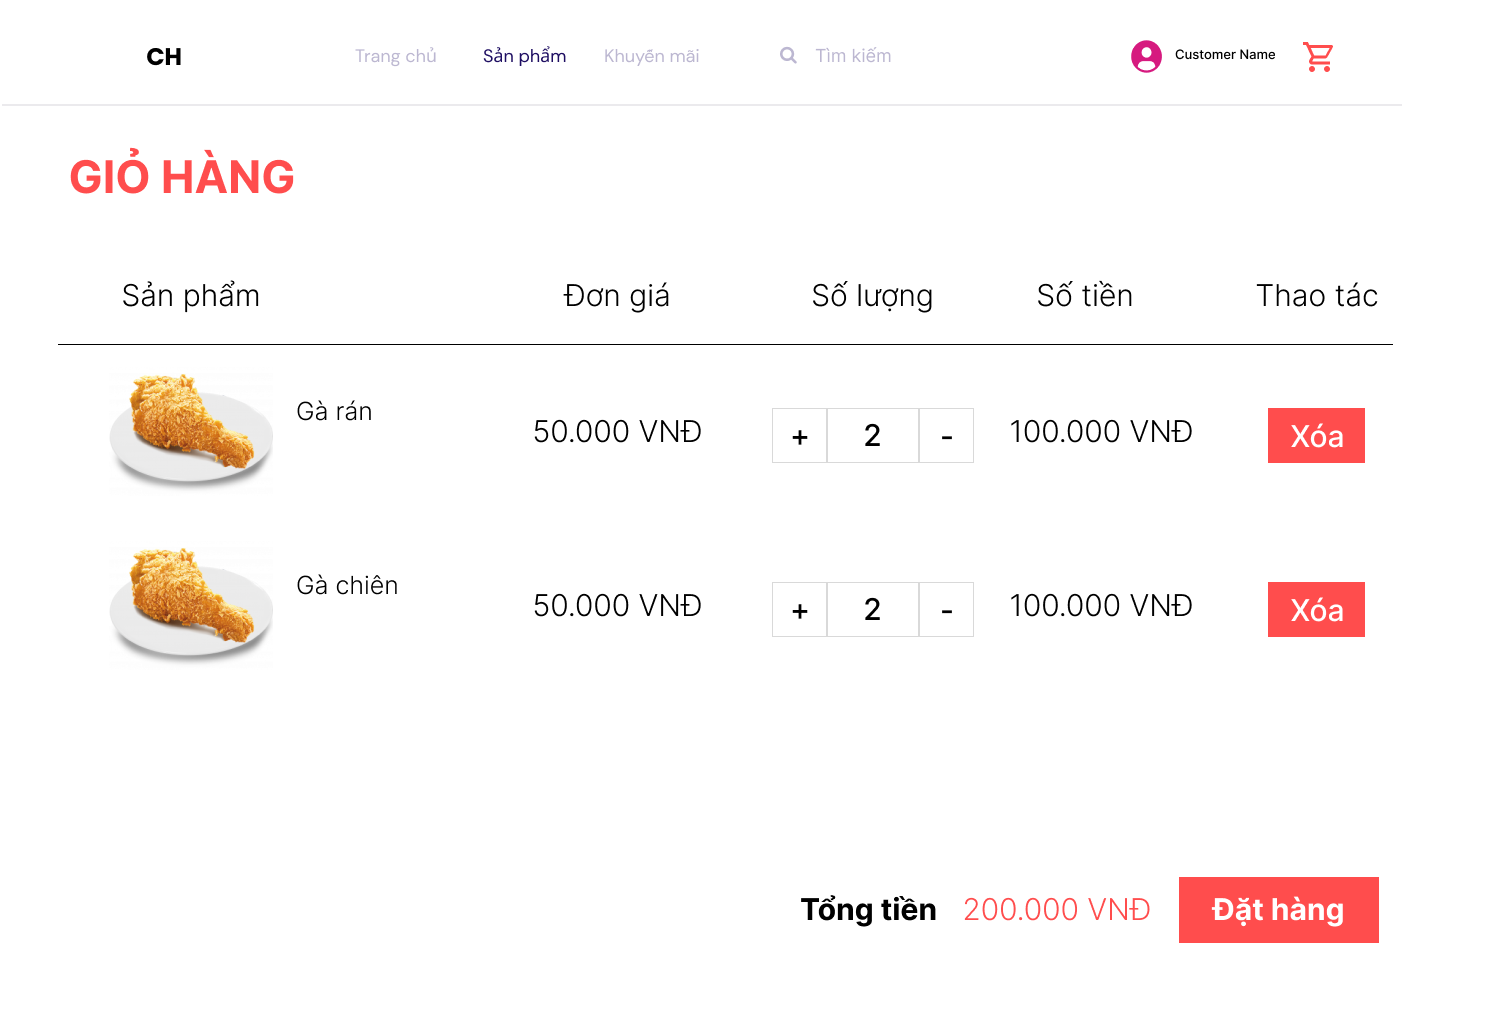 CH Trang chủ Sản phẩm Khuyến mãi Tìm kiếm Customer Name
GIỎ HÀNG
Sản phẩm Đơn giá Số lượng Số tiền Thao tác
Gà rán
50.000 VNĐ + 2 - 100.000 VNĐ Xóa
Gà chiên
50.000 VNĐ + 2 - 100.000 VNĐ Xóa
Tổng tiền 200.000 VNĐ Đặt hàng